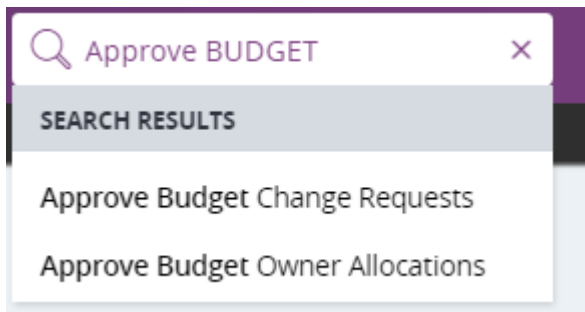 Approve BUDGET
SEARCH RESULTS
Approve Budget Change Requests
Approve Budget Owner Allocations